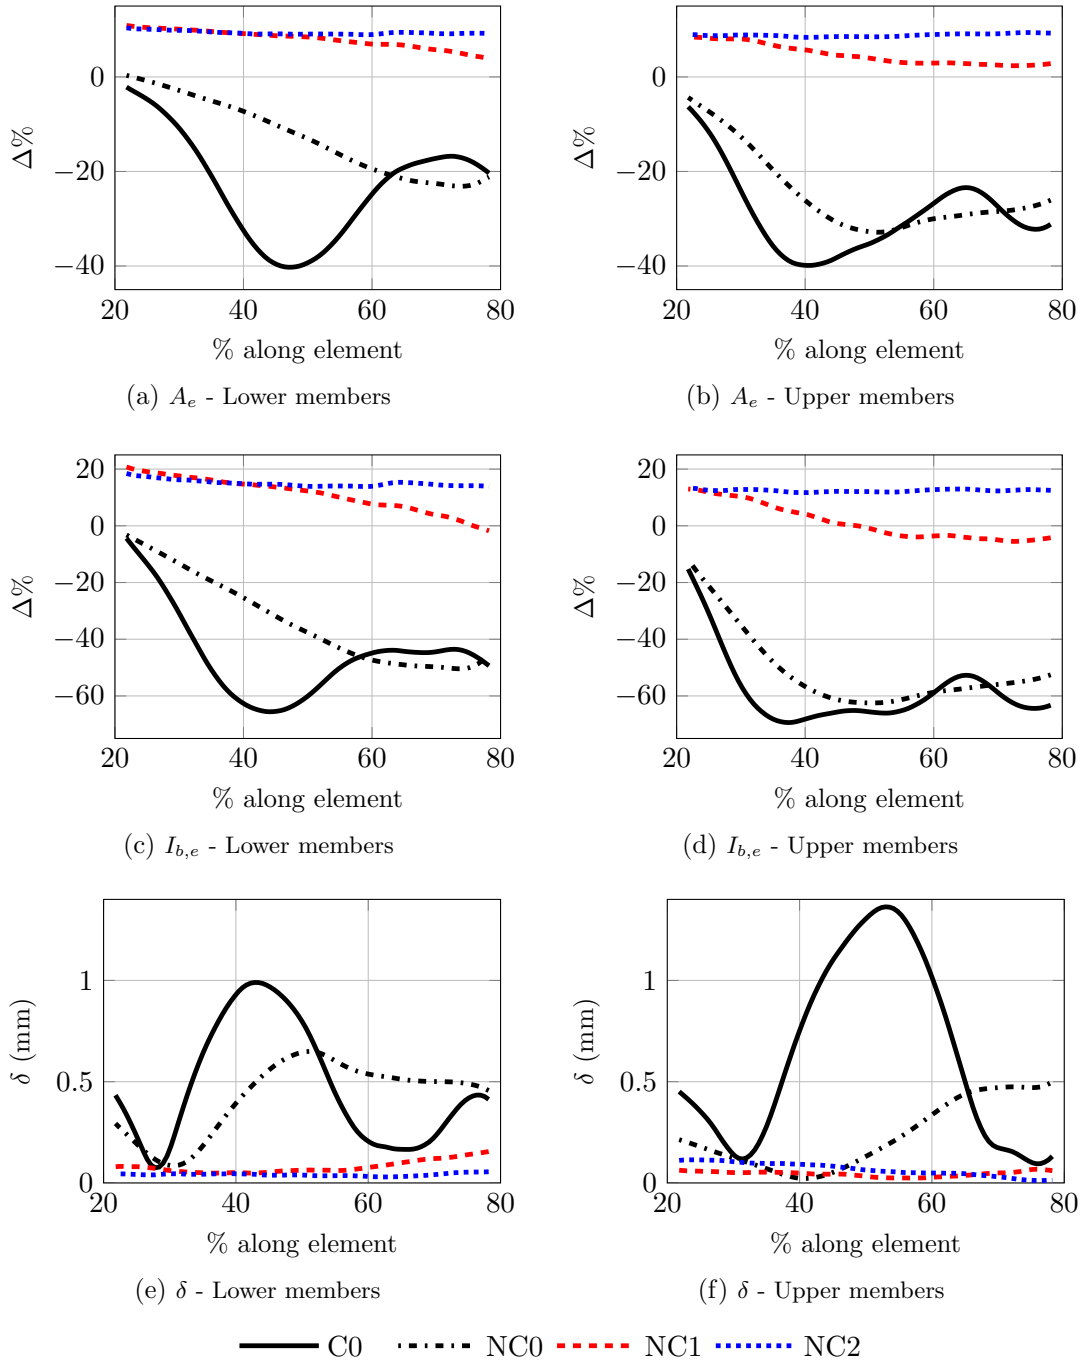 0
−20
−40
Δ%
20 40 60 80
% along element
(a) A_e - Lower members
0
−20
−40
Δ%
20 40 60 80
% along element
(b) A_e - Upper members
20
0
−20
−40
−60
Δ%
20 40 60 80
% along element
(c) I_{b,e} - Lower members
20
0
−20
−40
−60
Δ%
20 40 60 80
% along element
(d) I_{b,e} - Upper members
1
0.5
0
δ (mm)
20 40 60 80
% along element
(e) δ - Lower members
1
0.5
0
δ (mm)
20 40 60 80
% along element
(f) δ - Upper members
C0 NC0 NC1 NC2